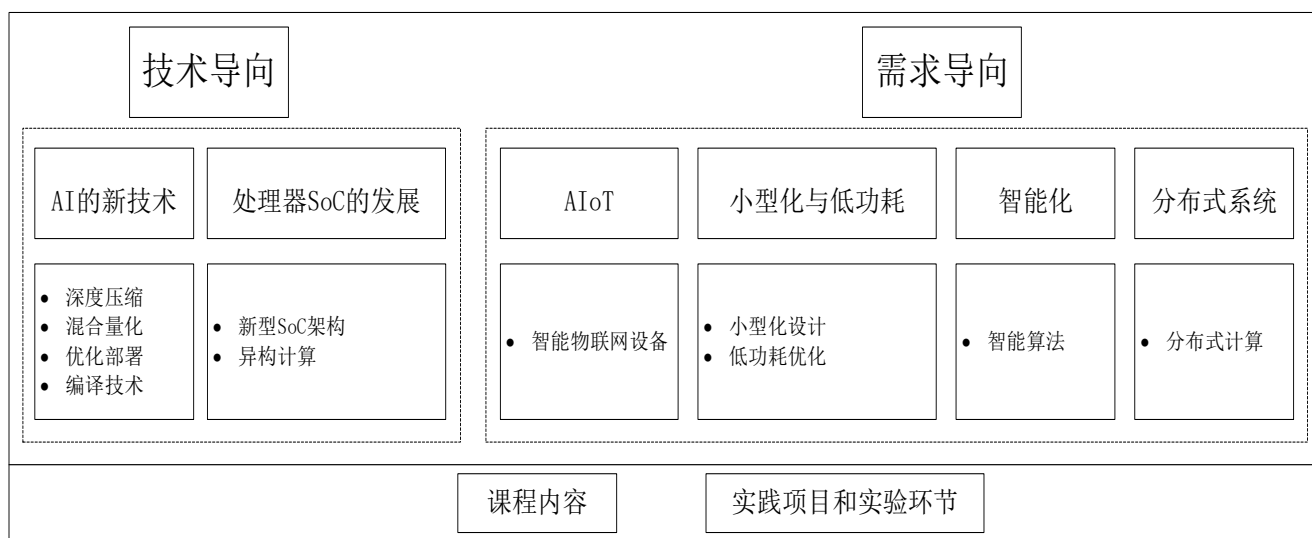 技术导向
需求导向
AI的新技术
处理器SoC的发展
AIoT
小型化与低功耗
智能化
分布式系统
• 深度压缩
• 混合量化
• 优化部署
• 编译技术
• 新型SoC架构
• 异构计算
• 智能物联网设备
• 小型化设计
• 低功耗优化
• 智能算法
• 分布式计算
课程内容
实践项目和实验环节